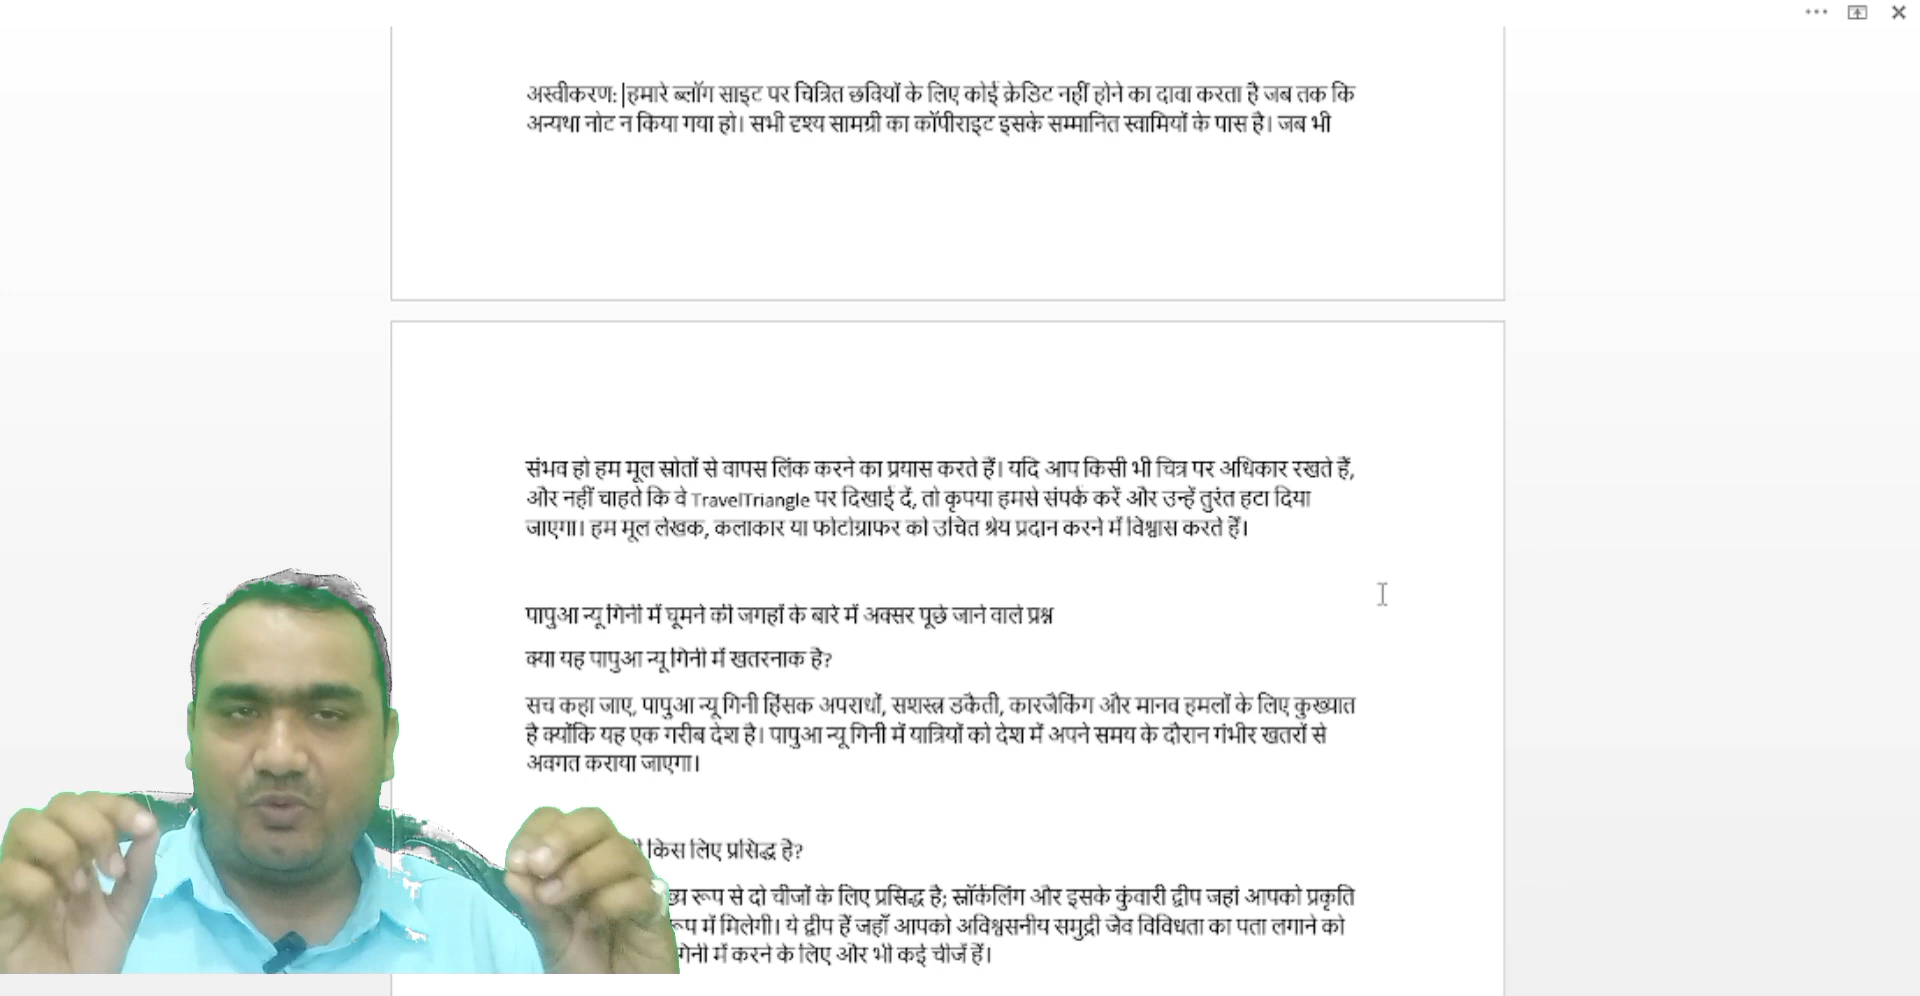 अस्वीकरण: हमारे ब्लॉग साइट पर चित्रित छवियों के लिए कोई क्रेडिट नहीं होने का दावा करता है जब तक कि
अन्यथा नोट न किया गया हो। सभी दृश्य सामग्री का कॉपीराइट इसके सम्मानित स्वामियों के पास है। जब भी
संभव हो हम मूल स्रोतों से वापस लिंक करने का प्रयास करते हैं। यदि आप किसी भी चित्र पर अधिकार रखते हैं,
और नहीं चाहते कि वे TravelTriangle पर दिखाई दें, तो कृपया हमसे संपर्क करें और उन्हें तुरंत हटा दिया
जाएगा। हम मूल लेखक, कलाकार या फोटोग्राफर को उचित श्रेय प्रदान करने में विश्वास करते हैं।
पापुआ न्यू गिनी में घूमने की जगहों के बारे में अक्सर पूछे जाने वाले प्रश्न
क्या यह पापुआ न्यू गिनी में खतरनाक है?
सच कहा जाए, पापुआ न्यू गिनी हिंसक अपराधों, सशस्त्र डकैती, कारजैकिंग और मानव हमलों के लिए कुख्यात
है क्योंकि यह एक गरीब देश है। पापुआ न्यू गिनी में यात्रियों को देश में अपने समय के दौरान गंभीर खतरों से
अवगत कराया जाएगा।
किस लिए प्रसिद्ध है?
रूप से दो चीजों के लिए प्रसिद्ध है; स्नॉर्कलिंग और इसके कुंवारी द्वीप जहां आपको प्रकृति
रूप में मिलेगी। ये द्वीप हैं जहाँ आपको अविश्वसनीय समुद्री जैव विविधता का पता लगाने को
गिनी में करने के लिए और भी कई चीजें हैं।